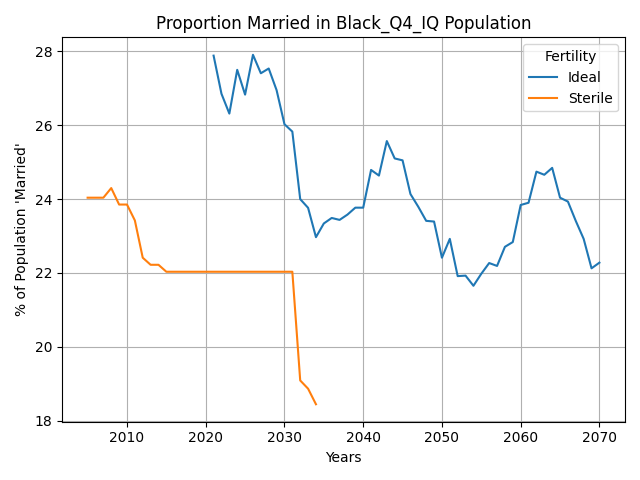 Proportion Married in Black_Q4_IQ Population
% of Population 'Married'
28
26
24
22
20
18
Fertility
Ideal
Sterile
2010 2020 2030 2040 2050 2060 2070
Years